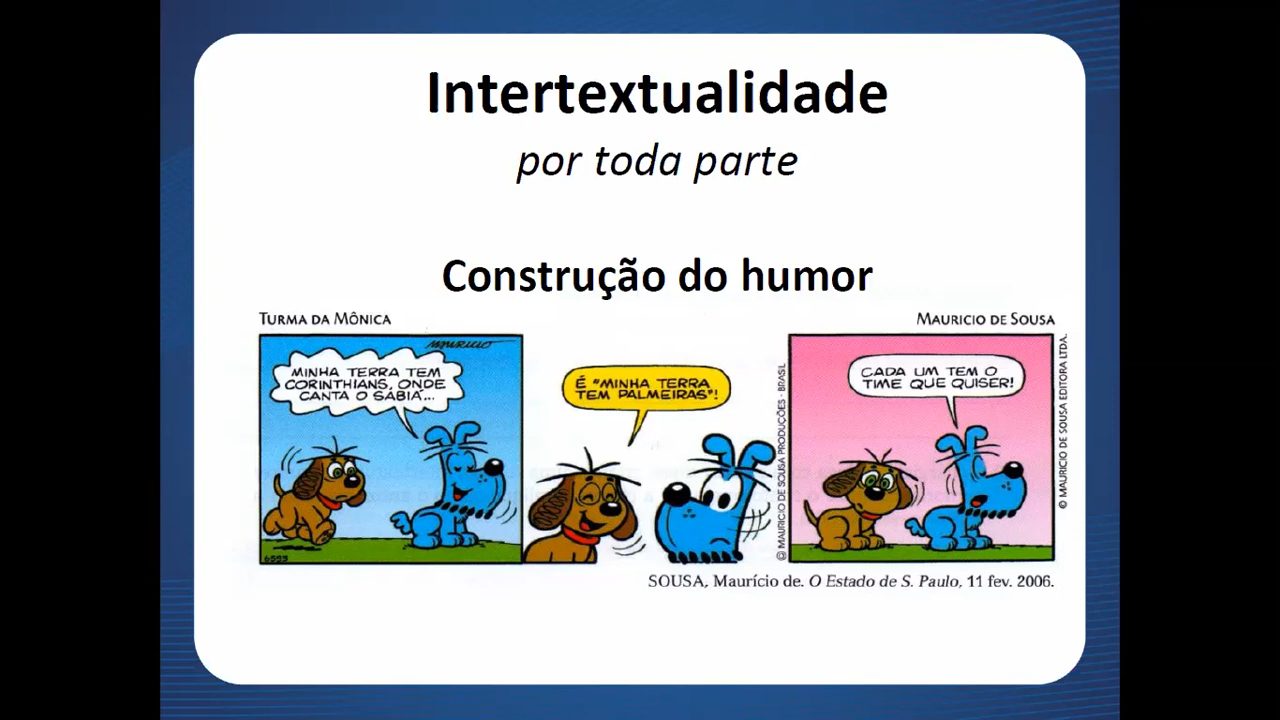 Intertextualidade
por toda parte
Construção do humor
TURMA DA MÔNICA
MAURICIO DE SOUSA
MAURICIO
MINHA TERRA TEM
CORINTHIANS, ONDE
CANTA O SABIÁ...
6595
É "MINHA TERRA
TEM PALMEIRAS"!
© MAURICIO DE SOUSA PRODUÇÕES - BRASIL
CADA UM TEM O
TIME QUE QUISER!
© MAURICIO DE SOUSA EDITORA LTDA.
SOUSA, Maurício de. O Estado de S. Paulo, 11 fev. 2006.